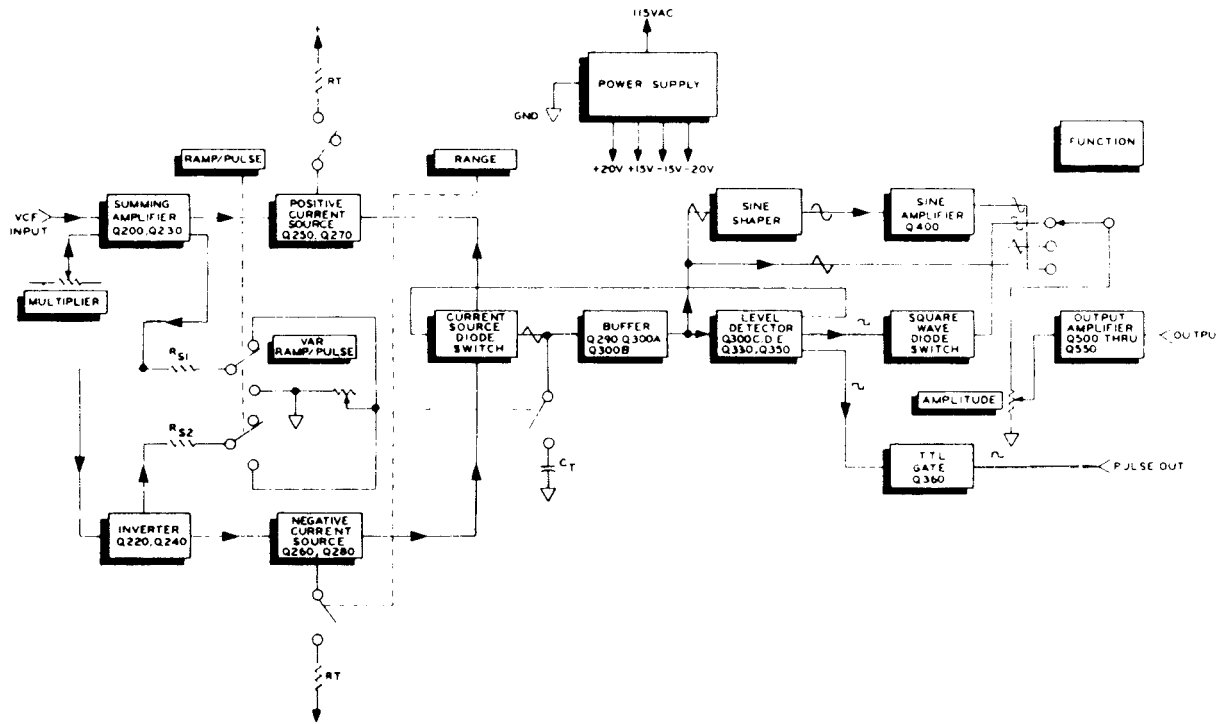 115VAC
+
RT
POWER SUPPLY
GND
+20V +15V -15V -20V
FUNCTION
RAMP/PULSE
RANGE
VCF
INPUT
SUMMING
AMPLIFIER
Q200, Q230
POSITIVE
CURRENT
SOURCE
Q250, Q270
SINE
SHAPER
SINE
AMPLIFIER
Q400
MULTIPLIER
CURRENT
SOURCE
DIODE
SWITCH
BUFFER
Q290 Q300A
Q300B
LEVEL
DETECTOR
Q300C,D,E
Q330, Q350
SQUARE
WAVE DIODE
SWITCH
OUTPUT
AMPLIFIER
Q500 THRU
Q550
OUTPU
VAR
RAMP/PULSE
RS1
AMPLITUDE
RS2
CT
TTL
GATE
Q360
PULSE OUT
INVERTER
Q220, Q240
NEGATIVE
CURRENT
SOURCE
Q260, Q280
RT